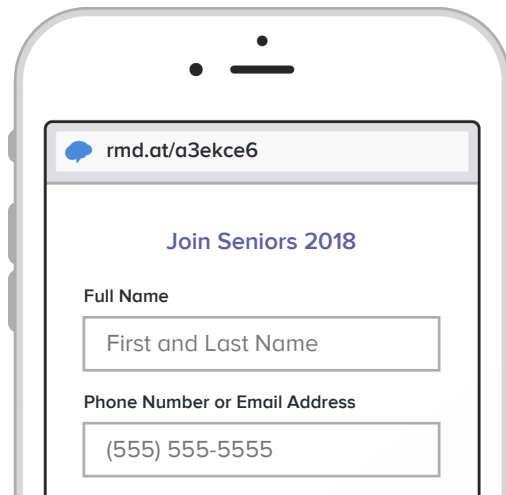 rmd.at/a3ekce6
Join Seniors 2018
Full Name
First and Last Name
Phone Number or Email Address
(555) 555-5555